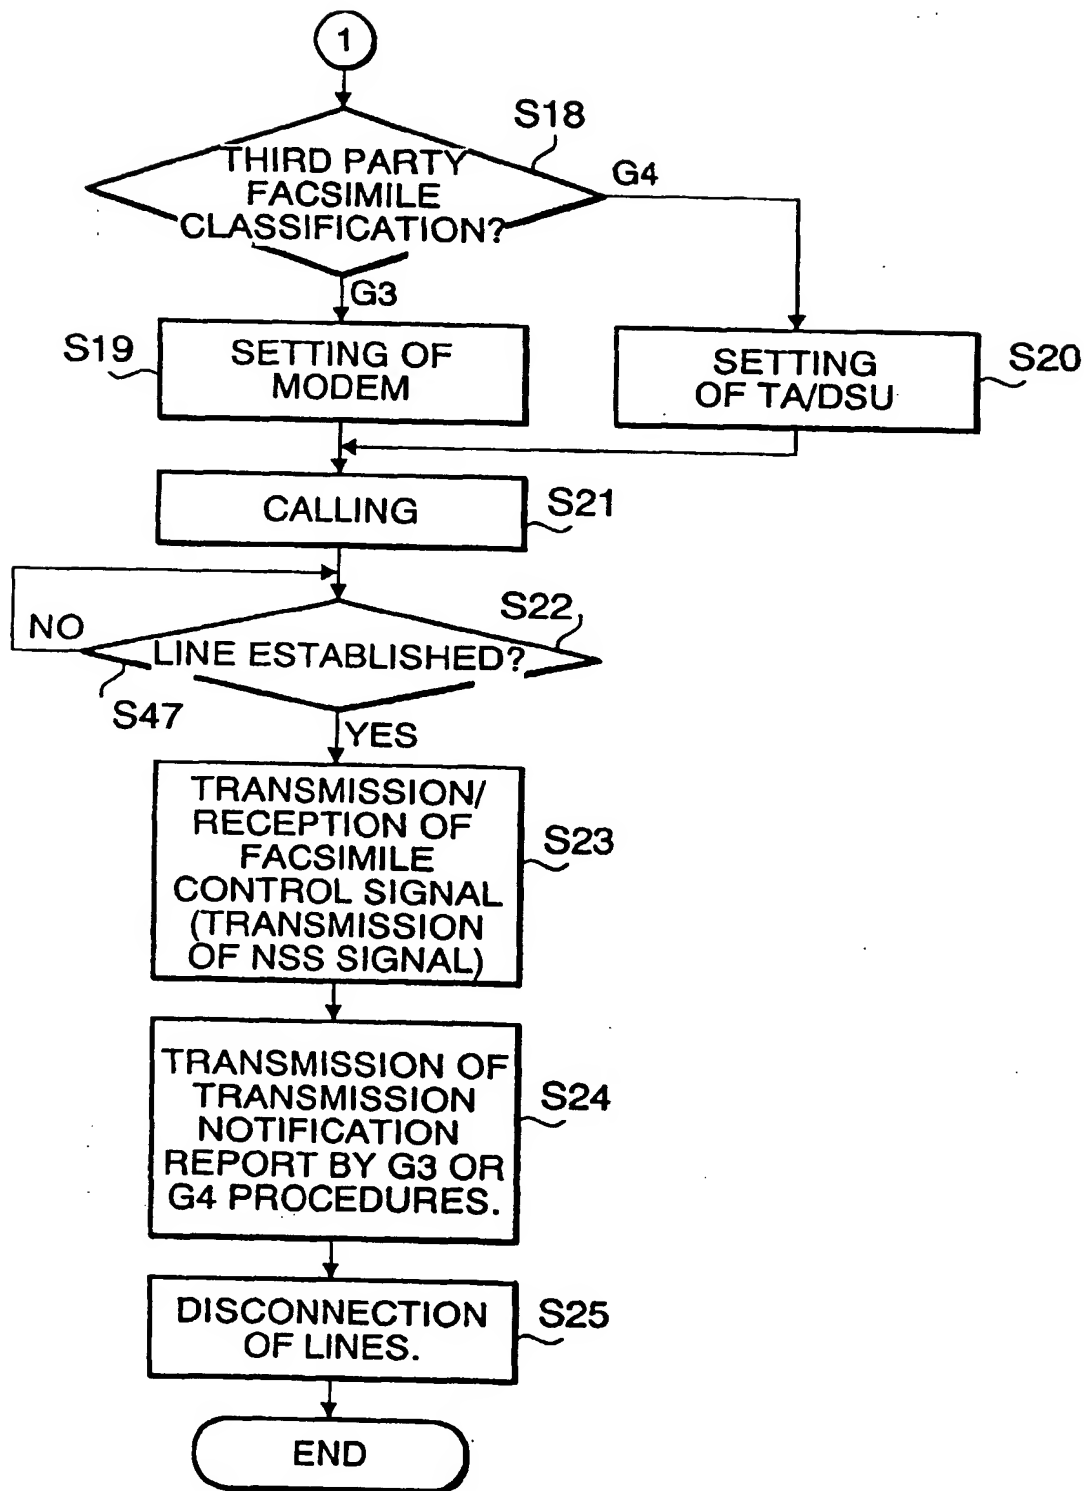 1
S18
THIRD PARTY
FACSIMILE
CLASSIFICATION?
G4
G3
S19
SETTING OF
MODEM
SETTING
OF TA/DSU
S20
CALLING
S21
NO
S22
LINE ESTABLISHED?
S47
YES
TRANSMISSION/
RECEPTION OF
FACSIMILE
CONTROL SIGNAL
(TRANSMISSION
OF NSS SIGNAL)
S23
TRANSMISSION OF
TRANSMISSION
NOTIFICATION
REPORT BY G3 OR
G4 PROCEDURES.
S24
DISCONNECTION
OF LINES.
S25
END